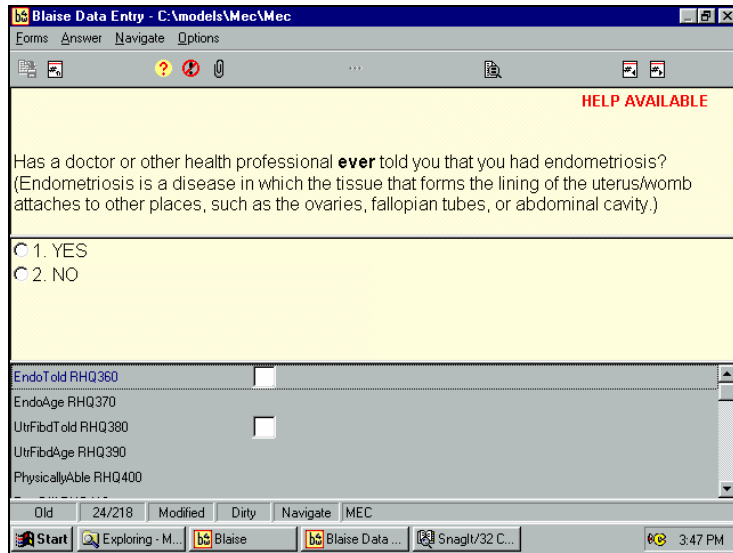 Blaise Data Entry - C:\models\Mec\Mec
Forms Answer Navigate Options
HELP AVAILABLE
Has a doctor or other health professional ever told you that you had endometriosis?
(Endometriosis is a disease in which the tissue that forms the lining of the uterus/womb
attaches to other places, such as the ovaries, fallopian tubes, or abdominal cavity.)
1. YES
2. NO
EndoTold RHQ360
EndoAge RHQ370
UtrFibdTold RHQ380
UtrFibdAge RHQ390
PhysicallyAble RHQ400
Old 24/218 Modified Dirty Navigate MEC
Start Exploring - M... Blaise Blaise Data ... SnagIt/32 C... 3:47 PM